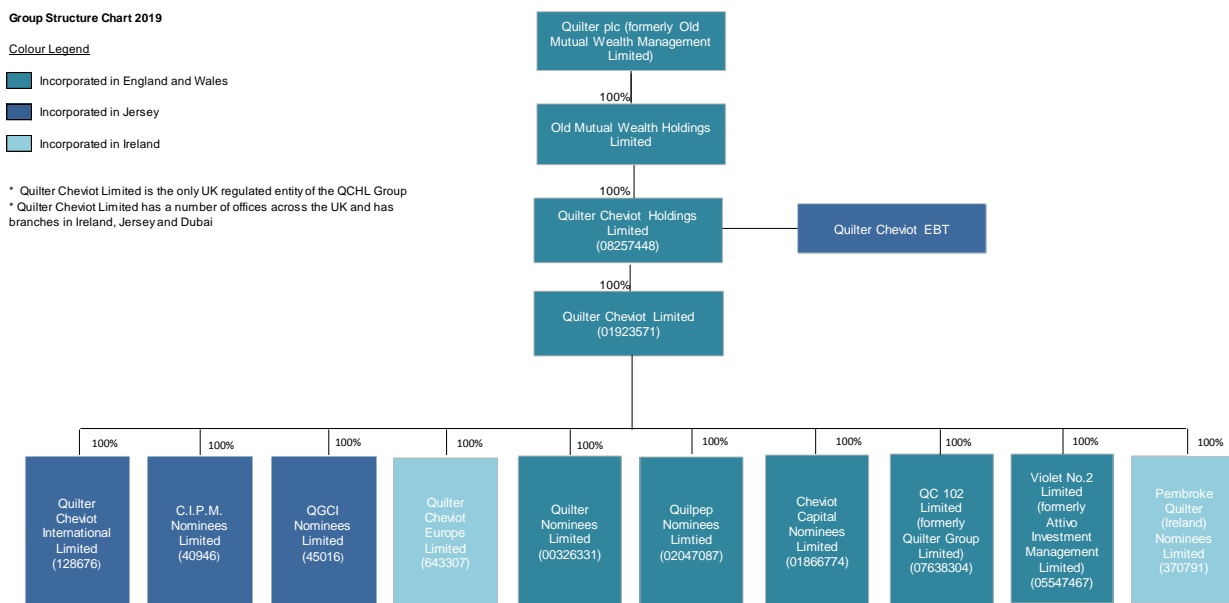 Group Structure Chart 2019
Colour Legend
Incorporated in England and Wales
Incorporated in Jersey
Incorporated in Ireland
* Quilter Cheviot Limited is the only UK regulated entity of the QCHL Group
* Quilter Cheviot Limited has a number of offices across the UK and has
branches in Ireland, Jersey and Dubai
Quilter plc (formerly Old
Mutual Wealth Management
Limited)
100%
Old Mutual Wealth Holdings
Limited
100%
Quilter Cheviot Holdings
Limited
(08257448)
Quilter Cheviot EBT
100%
Quilter Cheviot Limited
(01923571)
100%
Quilter
Cheviot
International
Limited
(128676)
100%
C.I.P.M.
Nominees
Limited
(40946)
100%
QGCI
Nominees
Limited
(45016)
100%
Quilter
Cheviot
Europe
Limited
(643307)
100%
Quilter
Nominees
Limited
(00326331)
100%
Quilpep
Nominees
Limtied
(02047087)
100%
Cheviot
Capital
Nominees
Limited
(01866774)
100%
QC 102
Limited
(formerly
Quilter Group
Limited)
(07638304)
100%
Violet No.2
Limited
(formerly
Attivo
Investment
Management
Limited)
(05547467)
100%
Pembroke
Quilter
(Ireland)
Nominees
Limited
(370791)